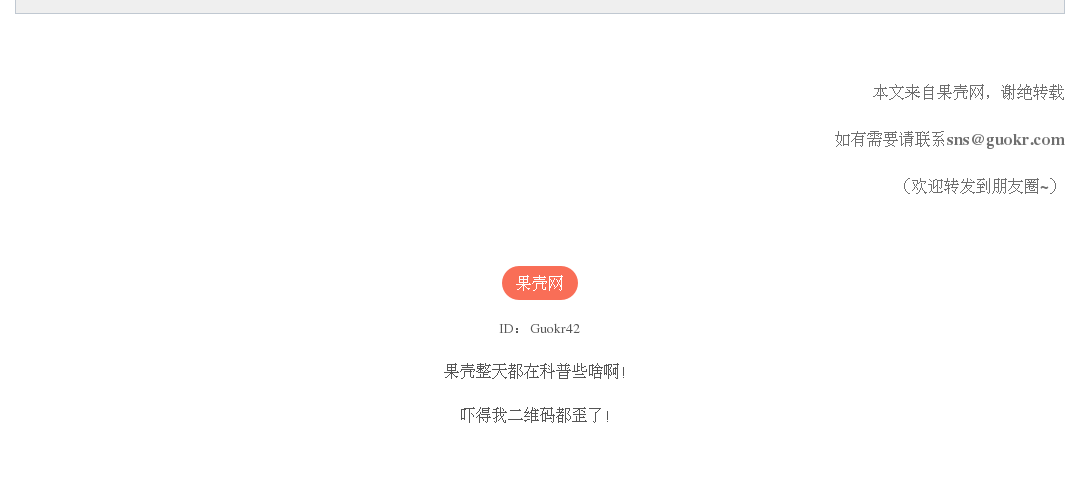 本文来自果壳网，谢绝转载
如有需要请联系sns@guokr.com
（欢迎转发到朋友圈~）
果壳网
ID： Guokr42
果壳整天都在科普些啥啊!
吓得我二维码都歪了!